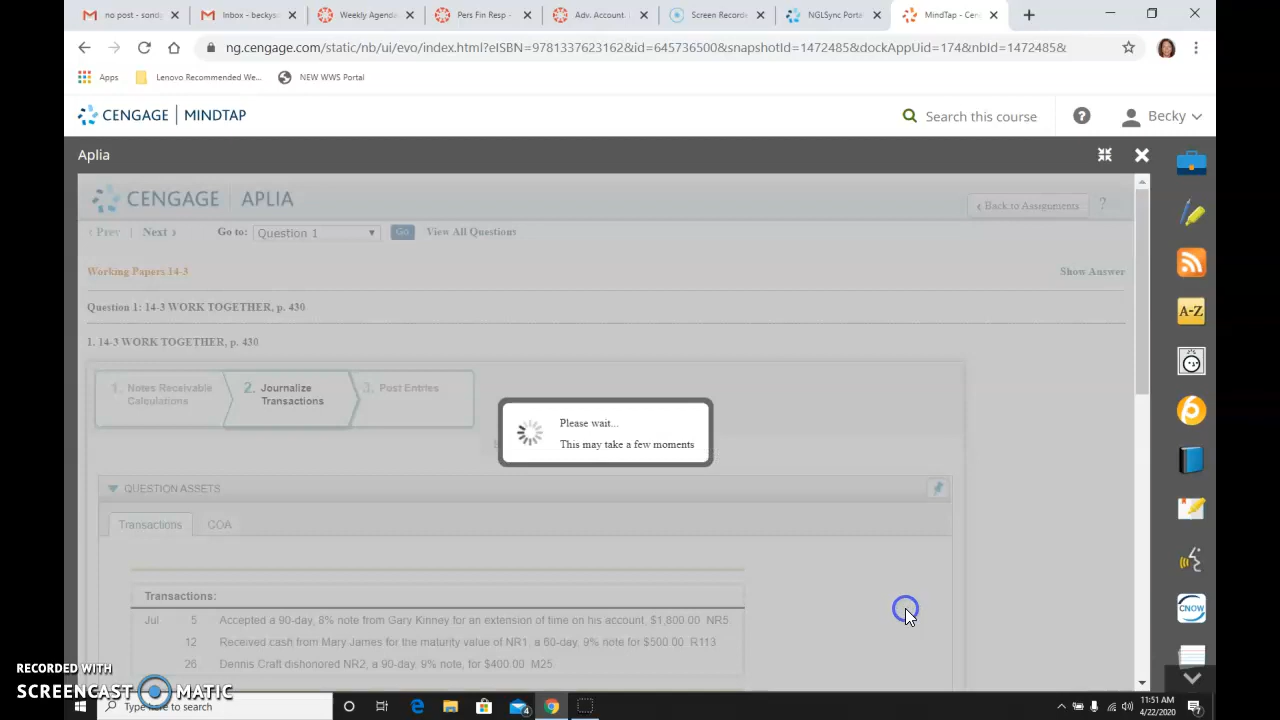 no post - sond
Inbox - beckys
Weekly Agenda
Pers Fin Resp -
Adv. Account.
Screen Recorde
NGLSync Porta
MindTap - Cen
ng.cengage.com/static/nb/ui/evo/index.html?eISBN=9781337623162&id=645736500&snapshotId=1472485&dockAppUid=174&nbId=1472485&
Apps
Lenovo Recommended We...
NEW WWS Portal
CENGAGE | MINDTAP
Search this course
?
Becky
Aplia
CENGAGE | APLIA
Back to Assignments
?
Prev | Next
Go to: Question 1
Go
View All Questions
Working Papers 14-3
Show Answer
Question 1: 14-3 WORK TOGETHER, p. 430
1. 14-3 WORK TOGETHER, p. 430
1. Notes Receivable Calculations
2. Journalize Transactions
3. Post Entries
Please wait...
This may take a few moments
QUESTION ASSETS
Transactions
COA
Transactions:
Jul 5 Accepted a 90-day, 8% note from Gary Kinney for an extension of time on his account, $1,800.00 NR5.
12 Received cash from Mary James for the maturity value of NR1, a 60-day, 9% note for $500.00 R113
26 Dennis Craft dishonored NR2, a 90-day, 9% note, for $400.00 M25.
A-Z
CNOW
RECORDED WITH
SCREENCAST MATIC
Type here to search
4
11:51 AM
4/22/2020
7